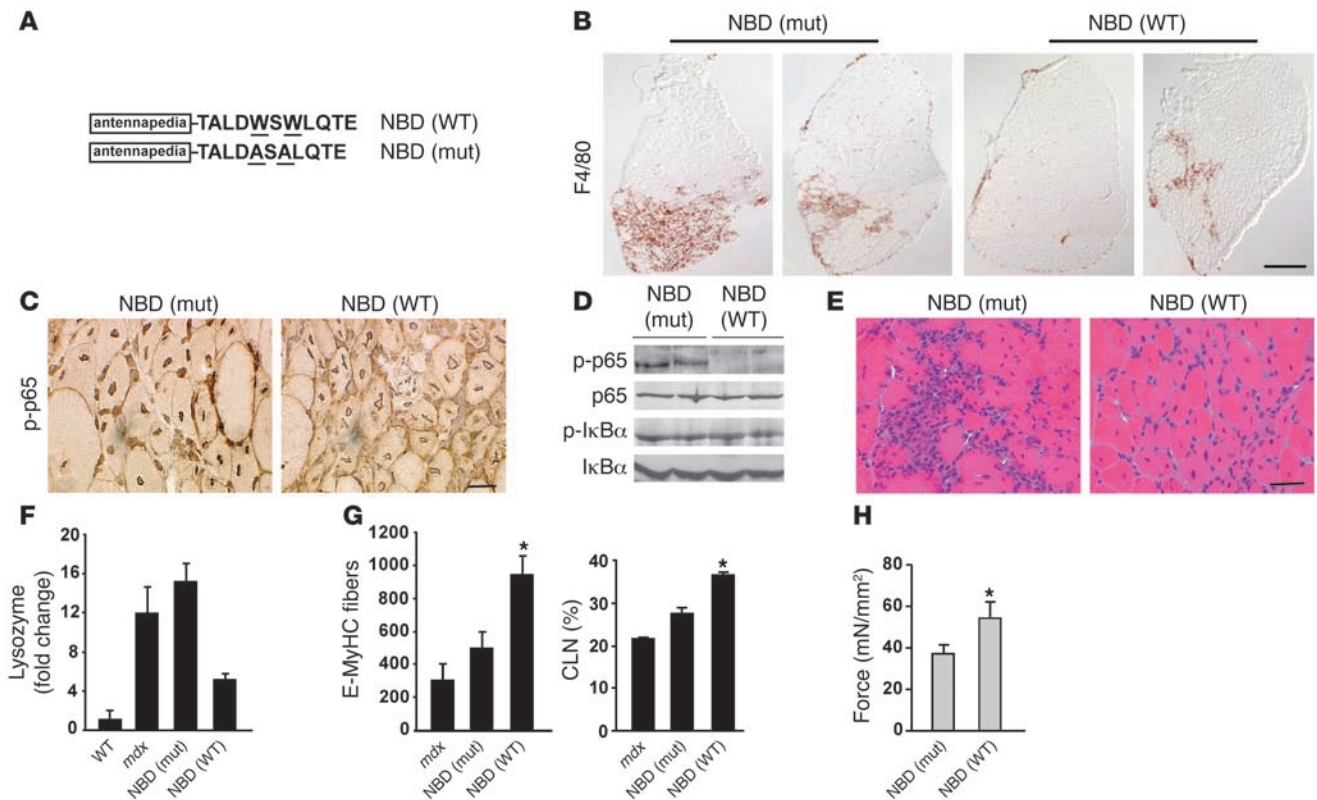 A
antennapedia -TALDWSWLQTE NBD (WT)
antennapedia -TALDASALQTE NBD (mut)
B
NBD (mut) NBD (WT)
F4/80
C
NBD (mut) NBD (WT)
p-p65
D
NBD (mut) NBD (WT)
p-p65
p65
p-IκBα
IκBα
E
NBD (mut) NBD (WT)
F
Lysozyme (fold change)
20
16
12
8
4
0
WT mdx NBD (mut) NBD (WT)
G
E-MyHC fibers
1200
1000
800
600
400
200
0
*
mdx NBD (mut) NBD (WT)
CLN (%)
40
30
20
10
0
*
mdx NBD (mut) NBD (WT)
H
Force (mN/mm²)
80
60
40
20
0
*
NBD (mut) NBD (WT)